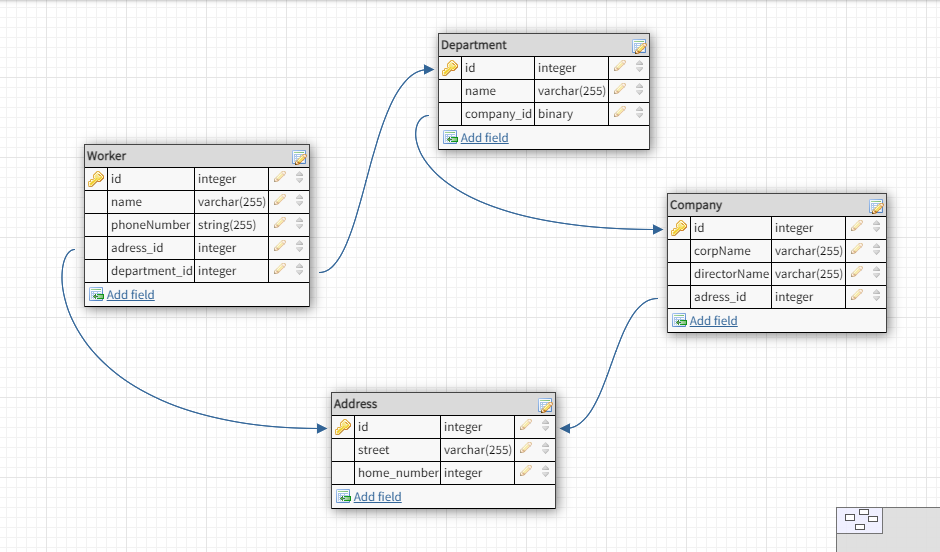 Department
id integer
name varchar(255)
company_id binary
Add field
Worker
id integer
name varchar(255)
phoneNumber string(255)
adress_id integer
department_id integer
Add field
Company
id integer
corpName varchar(255)
directorName varchar(255)
adress_id integer
Add field
Address
id integer
street varchar(255)
home_number integer
Add field